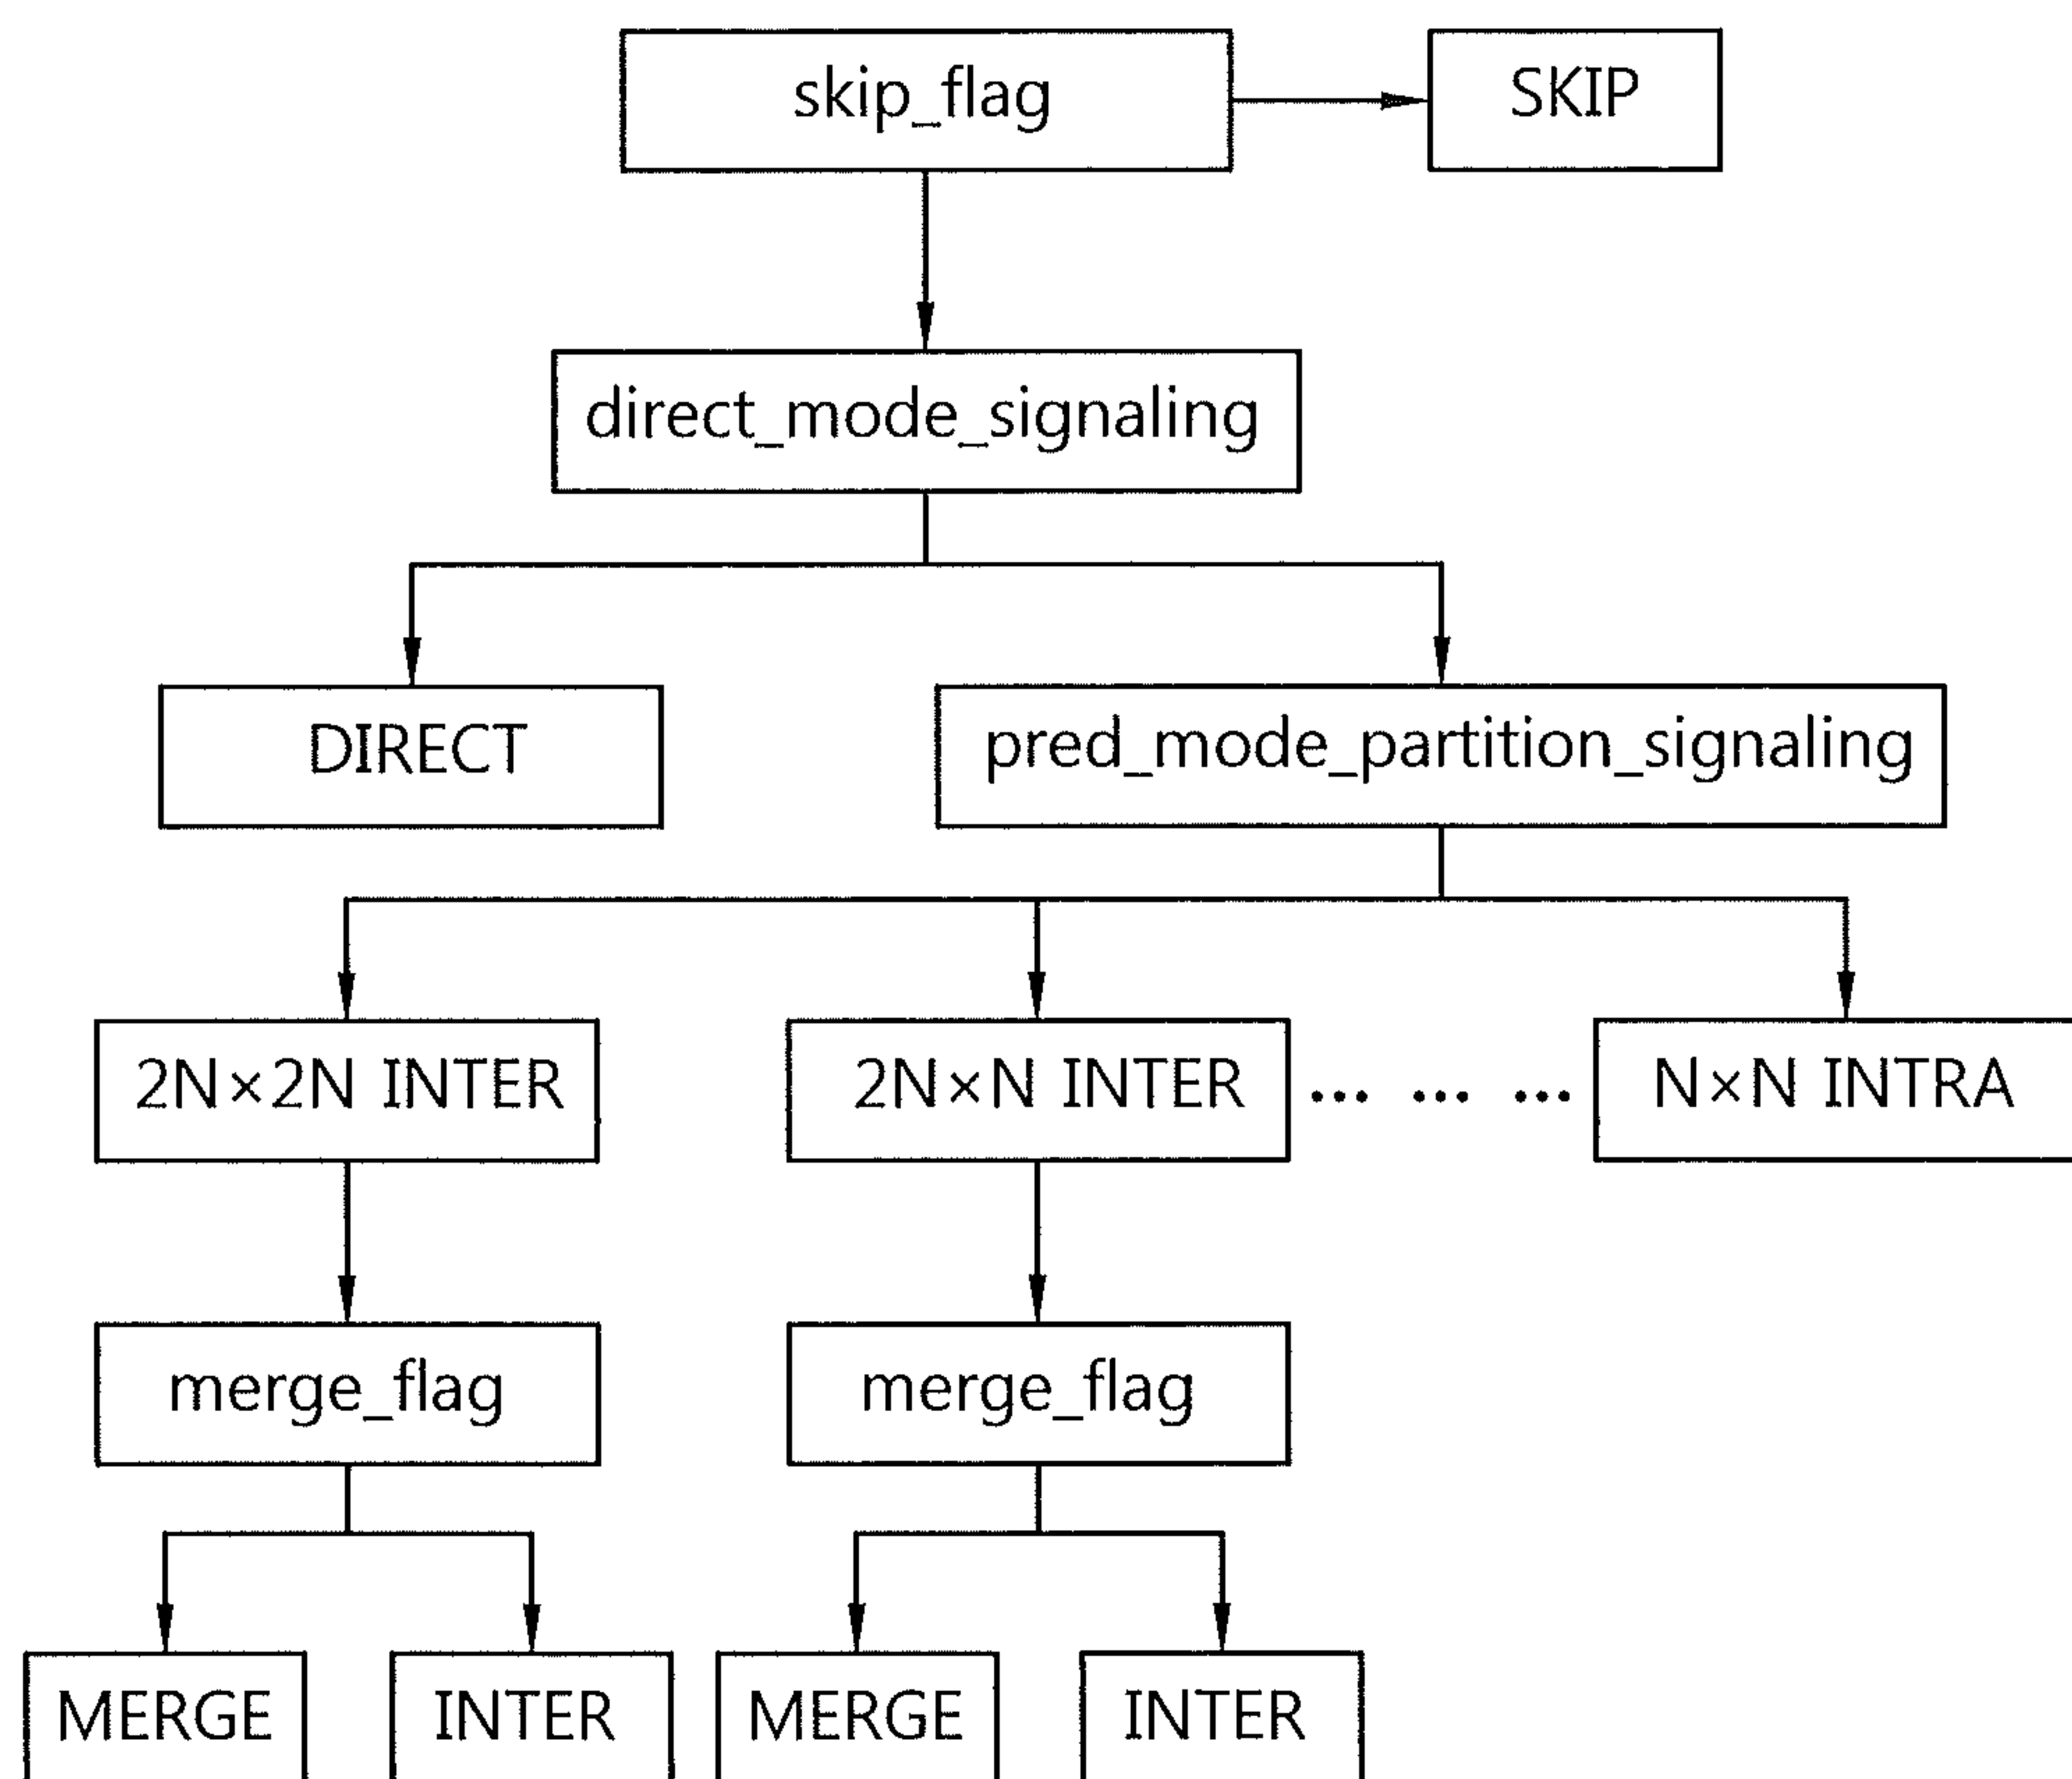 skip_flag
SKIP
direct_mode_signaling
DIRECT
pred_mode_partition_signaling
2N×2N INTER
2N×N INTER
... ... ...
N×N INTRA
merge_flag
merge_flag
MERGE
INTER
MERGE
INTER